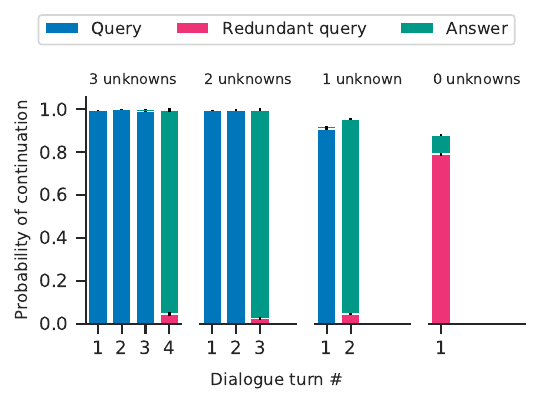 Query Redundant query Answer
3 unknowns 2 unknowns 1 unknown 0 unknowns
Probability of continuation
1.0
0.8
0.6
0.4
0.2
0.0
1 2 3 4 1 2 3 1 2 1
Dialogue turn #